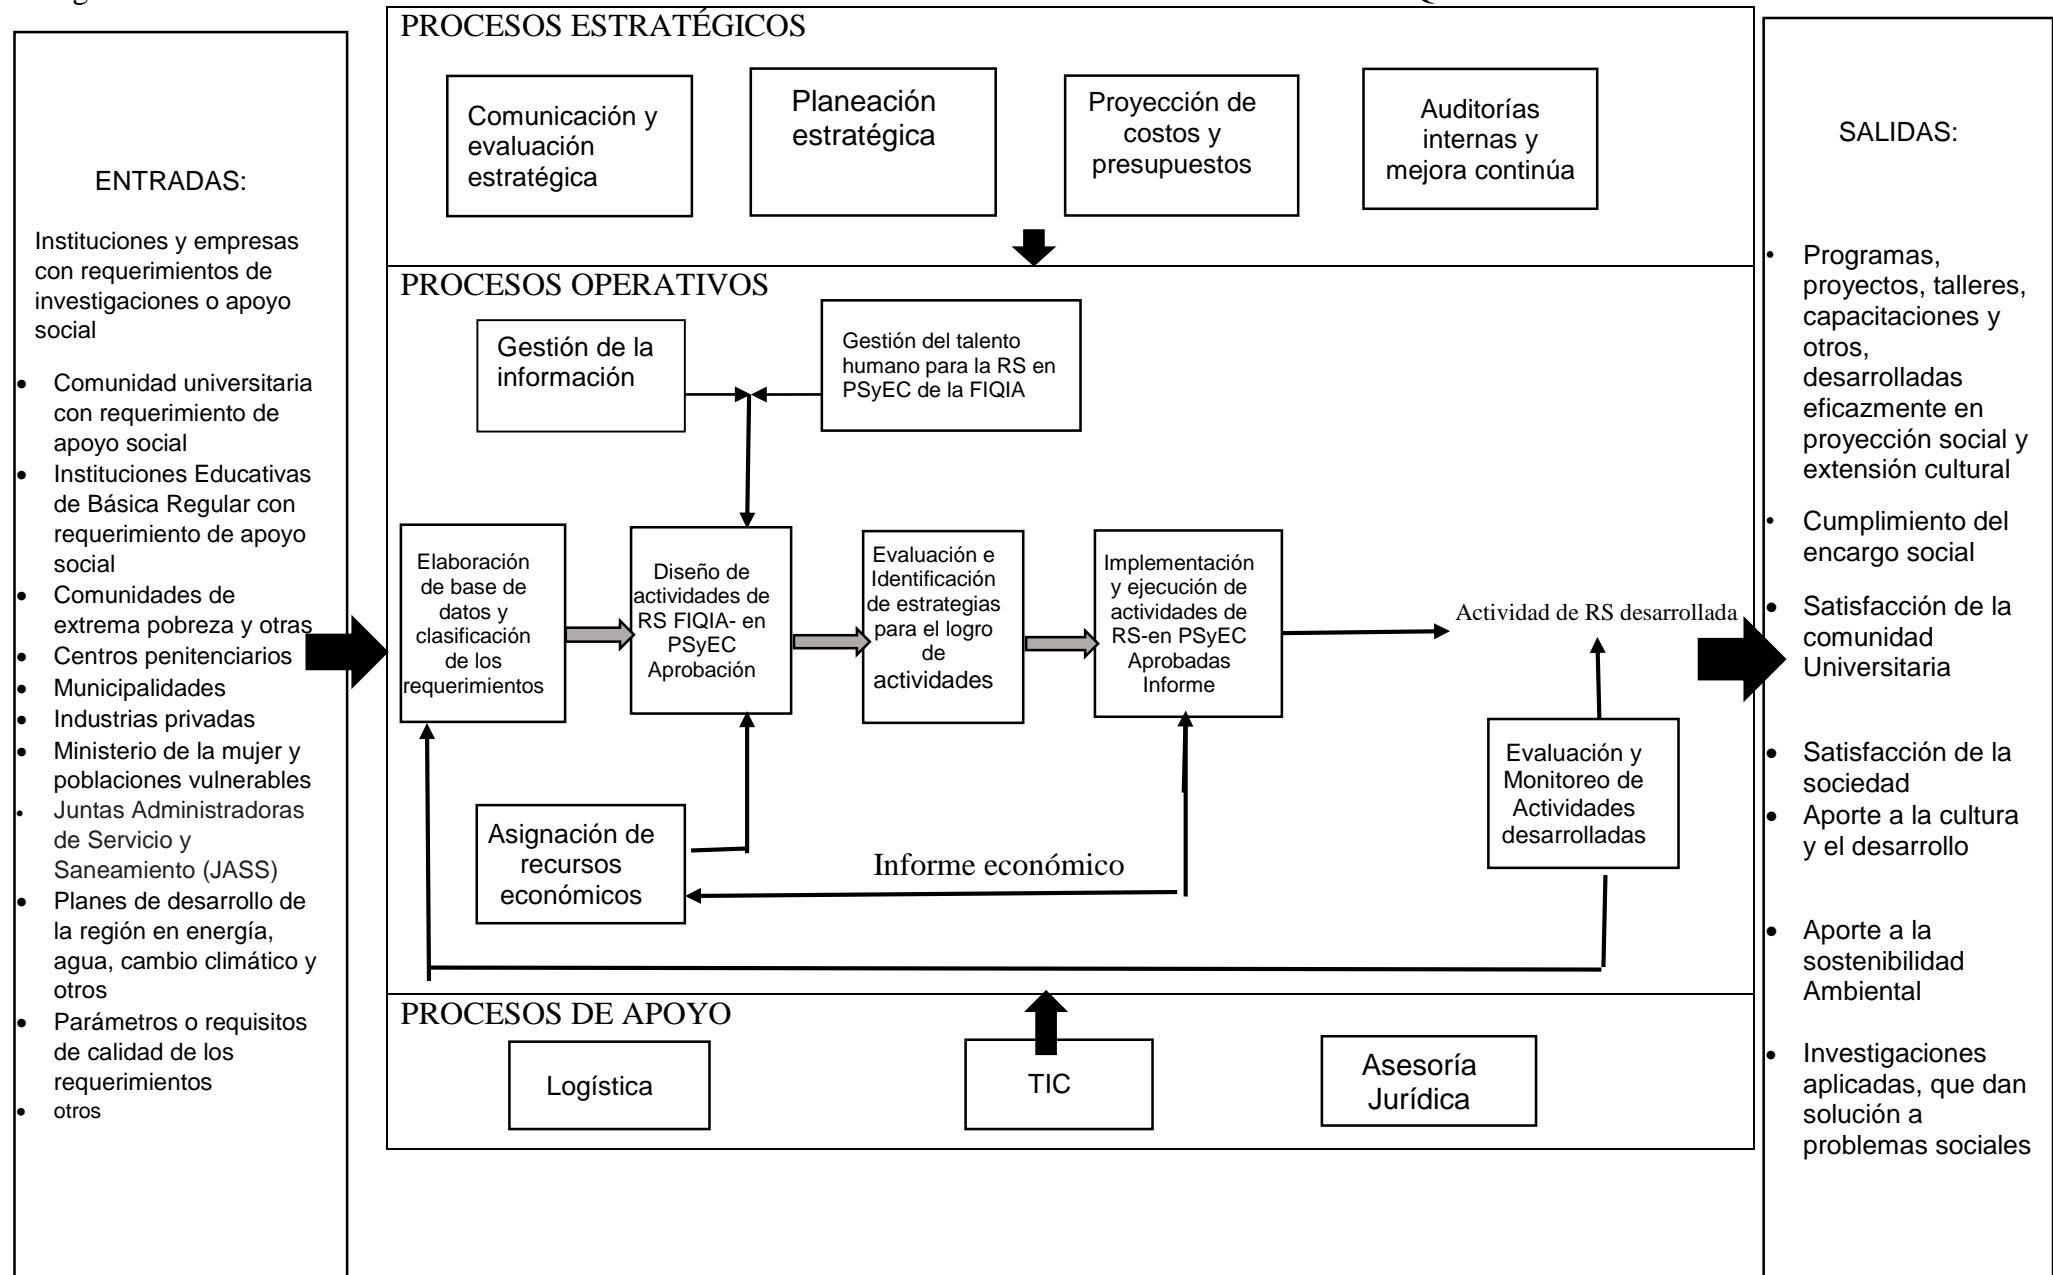 ENTRADAS:
Instituciones y empresas
con requerimientos de
investigaciones o apoyo
social
• Comunidad universitaria
con requerimiento de
apoyo social
• Instituciones Educativas
de Básica Regular con
requerimiento de apoyo
social
• Comunidades de
extrema pobreza y otras
• Centros penitenciarios
• Municipalidades
• Industrias privadas
• Ministerio de la mujer y
poblaciones vulnerables
• Juntas Administradoras
de Servicio y
Saneamiento (JASS)
• Planes de desarrollo de
la región en energía,
agua, cambio climático y
otros
• Parámetros o requisitos
de calidad de los
requerimientos
• otros
PROCESOS ESTRATÉGICOS
Comunicación y
evaluación
estratégica
Planeación
estratégica
Proyección de
costos y
presupuestos
Auditorías
internas y
mejora continúa
PROCESOS OPERATIVOS
Gestión de la
información
Gestión del talento
humano para la RS en
PSyEC de la FIQIA
Elaboración
de base de
datos y
clasificación
de los
requerimientos
Diseño de
actividades de
RS FIQIA- en
PSyEC
Aprobación
Evaluación e
Identificación
de estrategias
para el logro
de
actividades
Implementación
y ejecución de
actividades de
RS-en PSyEC
Aprobadas
Informe
Actividad de RS desarrollada
Asignación de
recursos
económicos
Informe económico
Evaluación y
Monitoreo de
Actividades
desarrolladas
PROCESOS DE APOYO
Logística
TIC
Asesoría
Jurídica
SALIDAS:
• Programas,
proyectos, talleres,
capacitaciones y
otros,
desarrolladas
eficazmente en
proyección social y
extensión cultural
• Cumplimiento del
encargo social
• Satisfacción de la
comunidad
Universitaria
• Satisfacción de la
sociedad
• Aporte a la cultura
y el desarrollo
• Aporte a la
sostenibilidad
Ambiental
• Investigaciones
aplicadas, que dan
solución a
problemas sociales